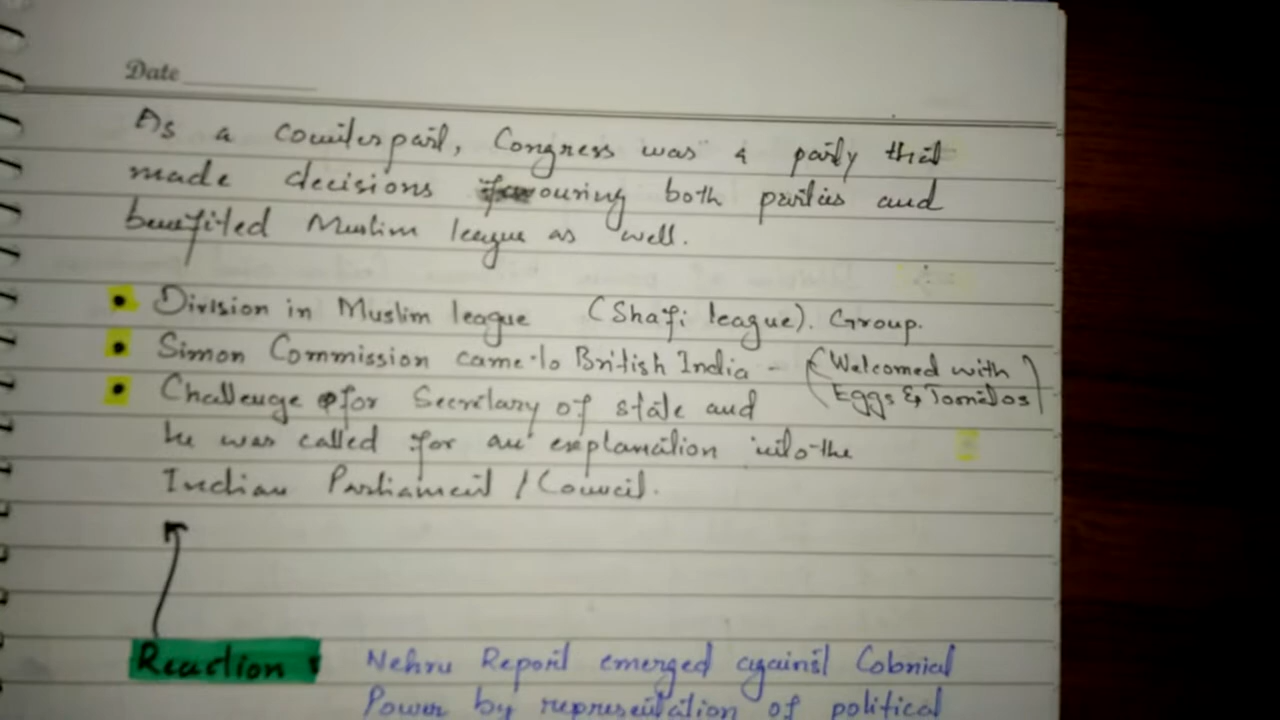 Date
As a counterpart, Congress was a party that
made decisions favouring both parties and
benefited Muslim league as well.
• Division in Muslim league (Shafi league). Group.
• Simon Commission came to British India - (Welcomed with
Eggs & Tomatos)
• Challenge for Secretary of state and
he was called for an explanation into the
Indian Parliament / Council.
Reaction : Nehru Report emerged against Colonial
Power by representation of political